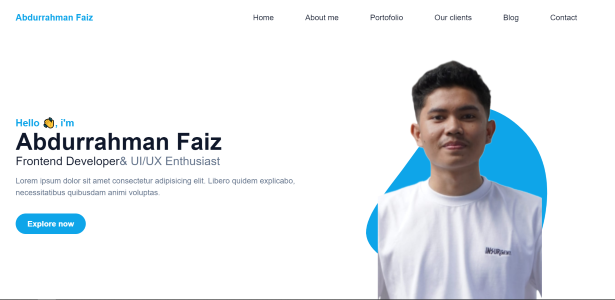 Abdurrahman Faiz
Home About me Portofolio Our clients Blog Contact
Hello 👋, i'm
Abdurrahman Faiz
Frontend Developer& UI/UX Enthusiast
Lorem ipsum dolor sit amet consectetur adipisicing elit. Libero quidem explicabo,
necessitatibus quibusdam animi voluptas.
Explore now